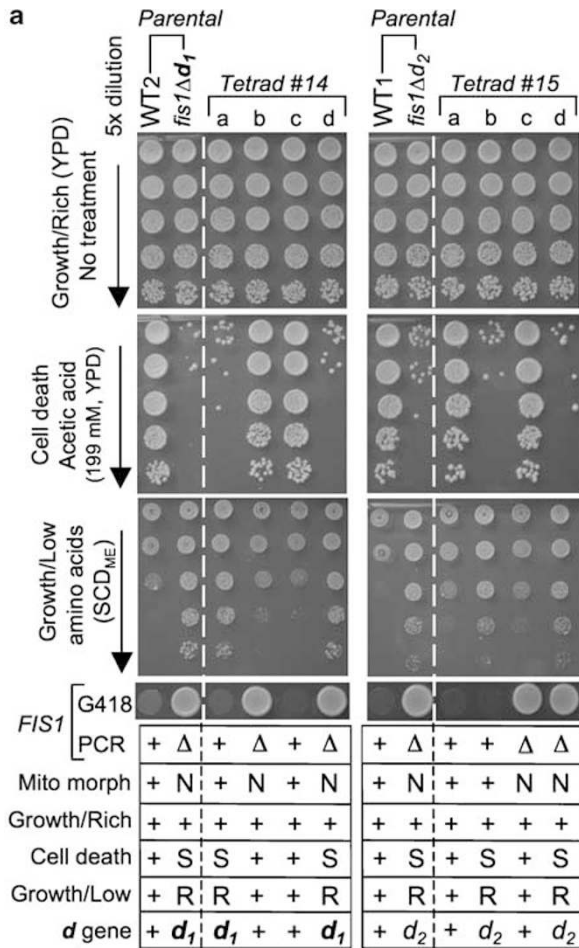 a
Parental
Parental
5x dilution
WT2
fis1Δd1
Tetrad #14
a b c d
WT1
fis1Δd2
Tetrad #15
a b c d
Growth/Rich (YPD)
No treatment
Cell death
Acetic acid
(199 mM, YPD)
Growth/Low
amino acids
(SCDME)
FIS1
G418
PCR + Δ + Δ + Δ + Δ + + Δ Δ
Mito morph + N + N + N + N + + N N
Growth/Rich + + + + + + + + + + + +
Cell death + S S + + S + S + S + S
Growth/Low + R R + + R + R + R + R
d gene + d1 d1 + + d1 + d2 + d2 + d2